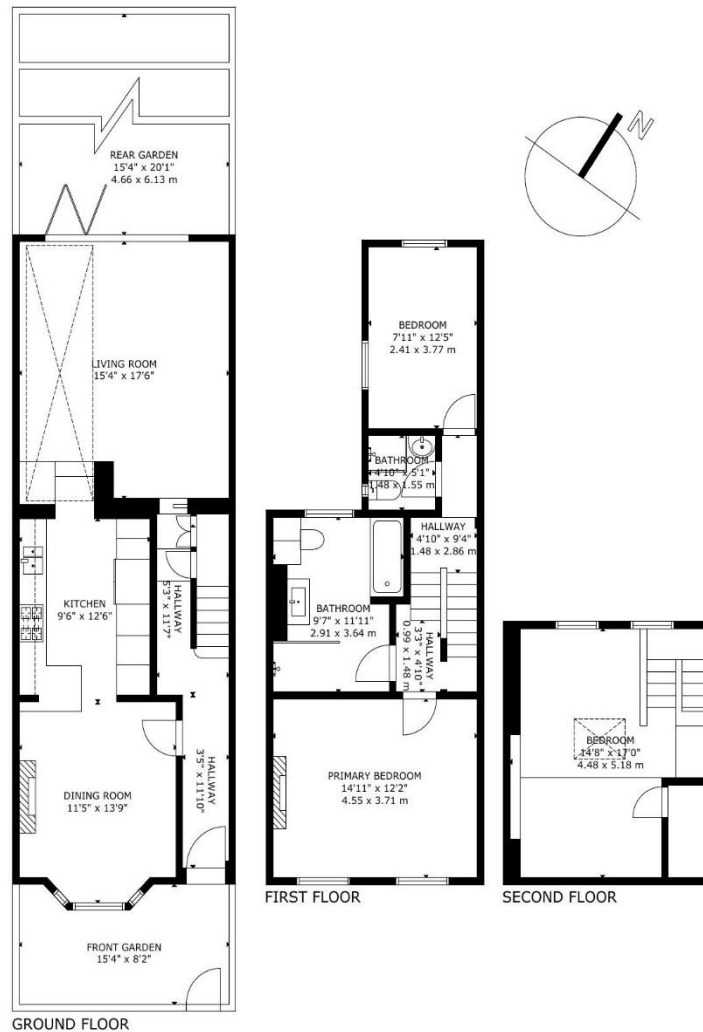 REAR GARDEN
15'4" x 20'1"
4.66 x 6.13 m
LIVING ROOM
15'4" x 17'6"
KITCHEN
9'6" x 12'6"
HALLWAY
5'3" x 11'7"
DINING ROOM
11'5" x 13'9"
HALLWAY
3'5" x 11'10"
FRONT GARDEN
15'4" x 8'2"
GROUND FLOOR
BEDROOM
7'11" x 12'5"
2.41 x 3.77 m
BATHROOM
4'10" x 5'1"
1.48 x 1.55 m
HALLWAY
4'10" x 9'4"
1.48 x 2.86 m
BATHROOM
9'7" x 11'11"
2.91 x 3.64 m
HALLWAY
3'3" x 4'10"
0.99 x 1.48 m
PRIMARY BEDROOM
14'11" x 12'2"
4.55 x 3.71 m
FIRST FLOOR
N
BEDROOM
14'8" x 17'0"
4.48 x 5.18 m
SECOND FLOOR